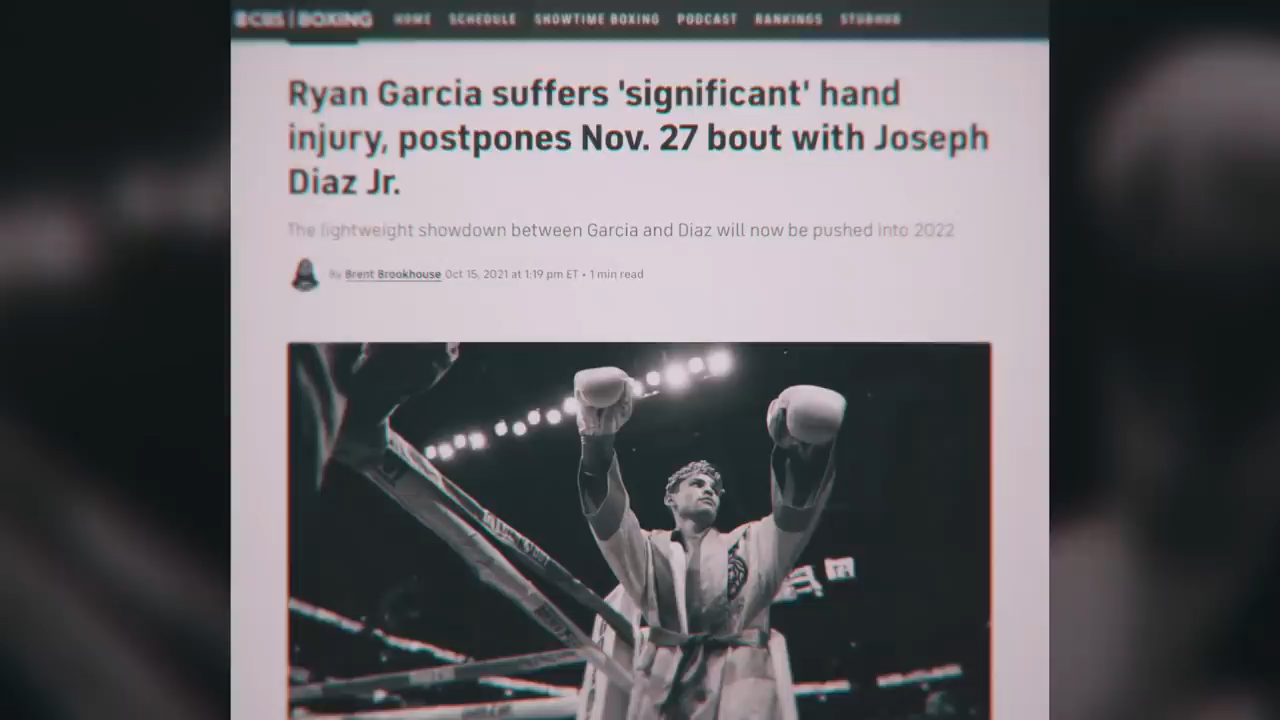 CBS | BOXING HOME SCHEDULE SHOWTIME BOXING PODCAST RANKINGS STUBHUB
Ryan Garcia suffers 'significant' hand
injury, postpones Nov. 27 bout with Joseph
Diaz Jr.
The lightweight showdown between Garcia and Diaz will now be pushed into 2022
By Brent Brookhouse Oct 15, 2021 at 1:19 pm ET • 1 min read